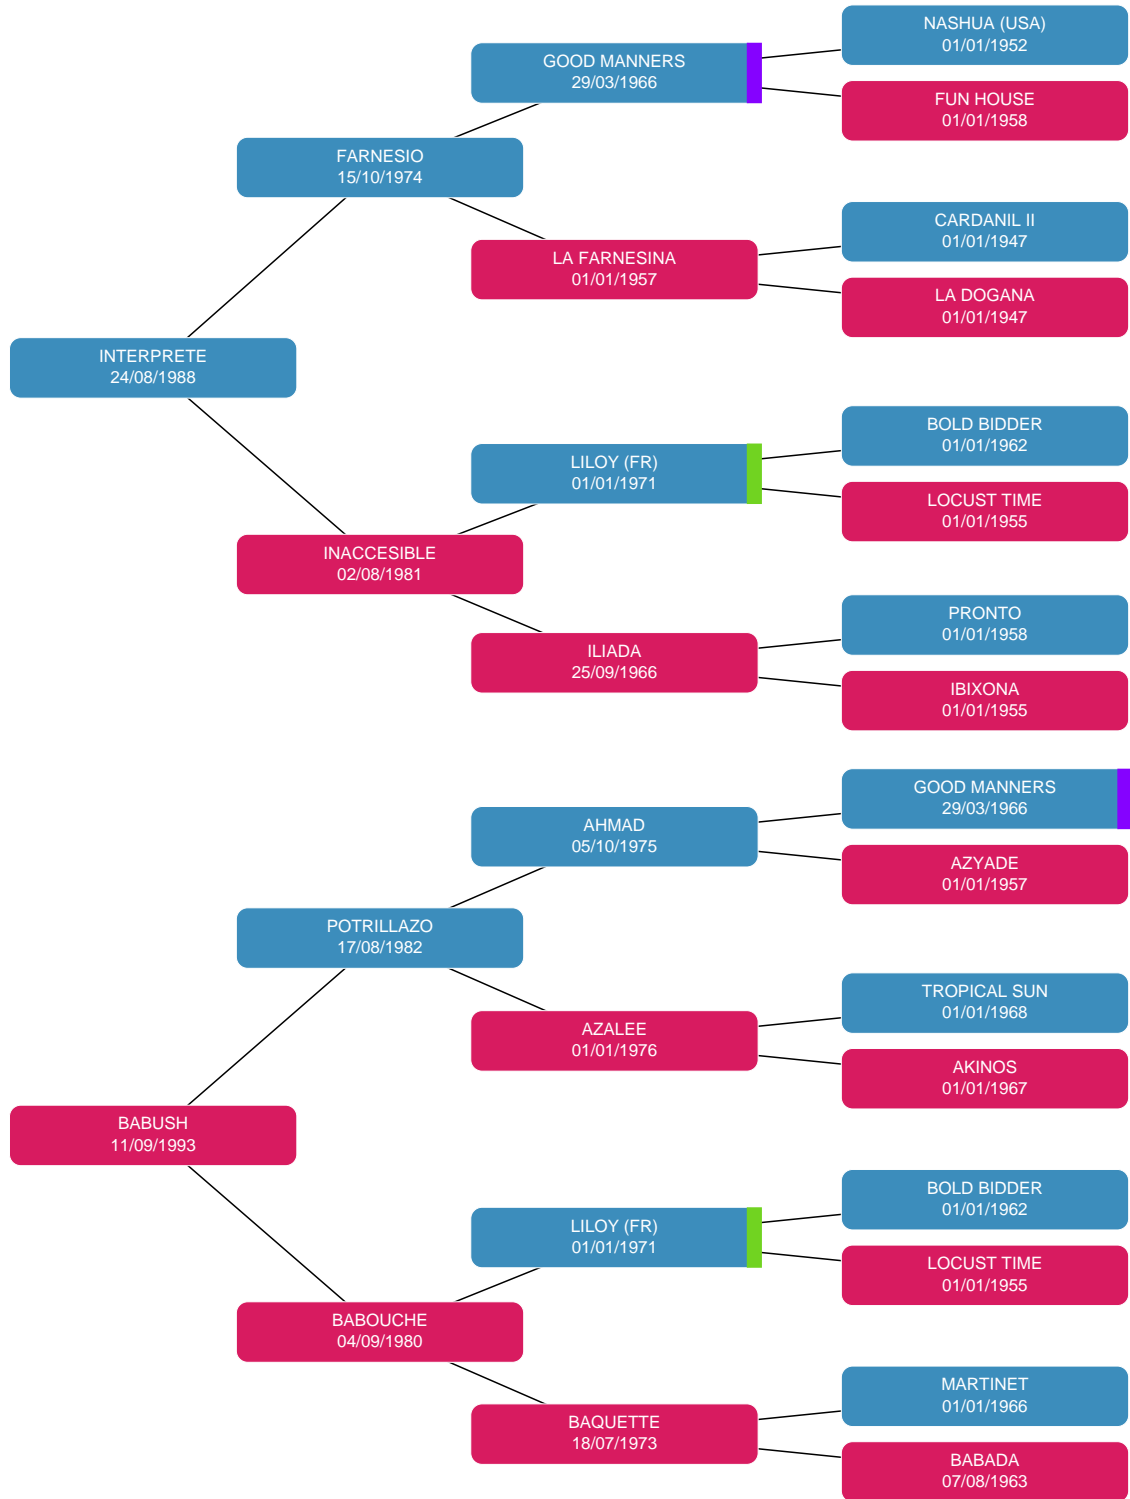 NASHUA (USA)
01/01/1952
GOOD MANNERS
29/03/1966
FUN HOUSE
01/01/1958
FARNESIO
15/10/1974
CARDANIL II
01/01/1947
LA FARNESINA
01/01/1957
LA DOGANA
01/01/1947
INTERPRETE
24/08/1988
BOLD BIDDER
01/01/1962
LILOY (FR)
01/01/1971
LOCUST TIME
01/01/1955
INACCESIBLE
02/08/1981
PRONTO
01/01/1958
ILIADA
25/09/1966
IBIXONA
01/01/1955
GOOD MANNERS
29/03/1966
AHMAD
05/10/1975
AZYADE
01/01/1957
POTRILLAZO
17/08/1982
TROPICAL SUN
01/01/1968
AZALEE
01/01/1976
AKINOS
01/01/1967
BABUSH
11/09/1993
BOLD BIDDER
01/01/1962
LILOY (FR)
01/01/1971
LOCUST TIME
01/01/1955
BABOUCHE
04/09/1980
MARTINET
01/01/1966
BAQUETTE
18/07/1973
BABADA
07/08/1963